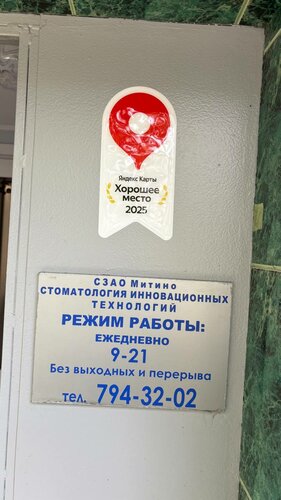 Яндекс Карты
Хорошее
место
2025
СЗАО Митино
СТОМАТОЛОГИЯ ИННОВАЦИОННЫХ
ТЕХНОЛОГИЙ
РЕЖИМ РАБОТЫ:
ЕЖЕДНЕВНО
9-21
Без выходных и перерыва
тел. 794-32-02